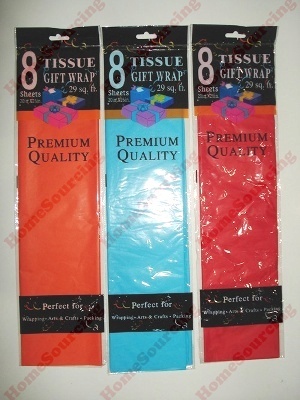 8 TISSUE
GIFT WRAP
Sheets
29 sq. ft.
PREMIUM
QUALITY
Perfect for
Wrapping • Arts & Crafts • Packing
8 TISSUE
GIFT WRAP
Sheets
29 sq. ft.
PREMIUM
QUALITY
Perfect for
Wrapping • Arts & Crafts • Packing
8 TISSUE
GIFT WRAP
Sheets
29 sq. ft.
PREMIUM
QUALITY
Perfect for
Wrapping • Arts & Crafts • Packing
HomeSourcing